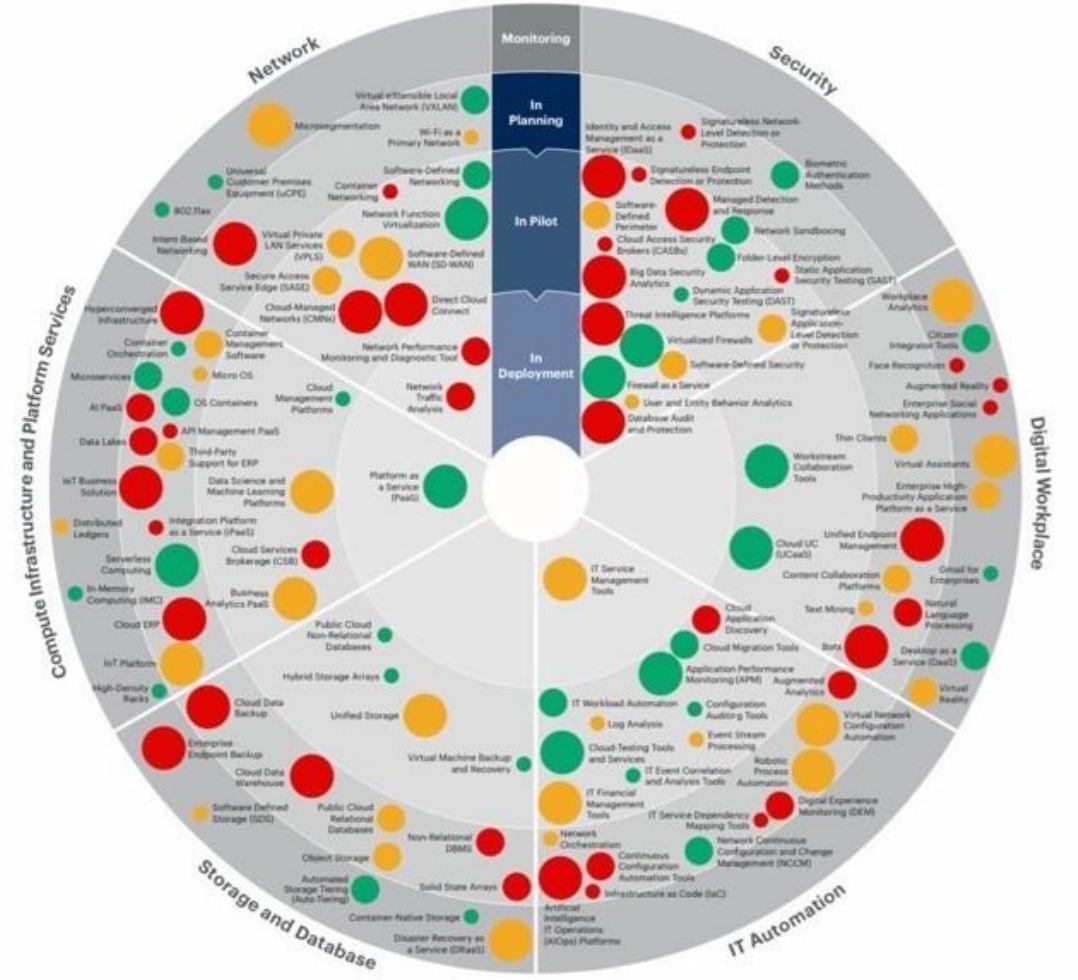 Monitoring
In
Planning
In Pilot
In
Deployment
Network
Virtual eXtensible Local
Area Network (VXLAN)
Microsegmentation
Wi-Fi as a
Primary Network
Universal
Customer Premises
Equipment (uCPE)
Container
Networking
Software-Defined
Networking
802.11ax
Network Function
Virtualization
Intent-Based
Networking
Virtual Private
LAN Services
(VPLS)
Software-Defined
WAN (SD-WAN)
Secure Access
Service Edge (SASE)
Cloud-Managed
Networks (CMNs)
Direct Cloud
Connect
Network Performance
Monitoring and Diagnostic Tool
Network
Traffic
Analysis
Security
Identity and Access
Management as a
Service (IDaaS)
Signatureless Network-
Level Detection or
Protection
Signatureless Endpoint
Detection or Protection
Biometric
Authentication
Methods
Software-
Defined
Perimeter
Managed Detection
and Response
Network Sandboxing
Cloud Access Security
Brokers (CASBs)
Folder-Level Encryption
Big Data Security
Analytics
Static Application
Security Testing (SAST)
Dynamic Application
Security Testing (DAST)
Threat Intelligence Platforms
Signatureless
Application-
Level Detection
or Protection
Virtualized Firewalls
Software-Defined Security
Firewall as a Service
User and Entity Behavior Analytics
Database Audit
and Protection
Digital Workplace
Workplace
Analytics
Citizen
Integrator Tools
Face Recognition
Augmented Reality
Enterprise Social
Networking Applications
Thin Clients
Virtual Assistants
Workstream
Collaboration
Tools
Enterprise High-
Productivity Application
Platform as a Service
Unified Endpoint
Management
Cloud UC
(UCaaS)
Content Collaboration
Platforms
Gmail for
Enterprises
Text Mining
Natural
Language
Processing
Bots
Desktop as a
Service (DaaS)
Virtual
Reality
IT Automation
IT Service
Management
Tools
Cloud
Application
Discovery
Cloud Migration Tools
Application Performance
Monitoring (APM)
Augmented
Analytics
IT Workload Automation
Configuration
Auditing Tools
Log Analysis
Event Stream
Processing
Virtual Network
Configuration
Automation
Cloud-Testing Tools
and Services
IT Event Correlation
and Analysis Tools
Robotic
Process
Automation
IT Financial
Management
Tools
IT Service Dependency
Mapping Tools
Digital Experience
Monitoring (DEM)
Network
Orchestration
Network Continuous
Configuration and Change
Management (NCCM)
Continuous
Configuration
Automation Tools
Infrastructure as Code (IaC)
Artificial
Intelligence
IT Operations
(AIOps) Platforms
Storage and Database
Public Cloud
Non-Relational
Databases
Hybrid Storage Arrays
Cloud Data
Backup
Unified Storage
Enterprise
Endpoint Backup
Virtual Machine Backup
and Recovery
Cloud Data
Warehouse
Software Defined
Storage (SDS)
Public Cloud
Relational
Databases
Non-Relational
DBMS
Object Storage
Automated
Storage Tiering
(Auto Tiering)
Solid State Arrays
Container-Native Storage
Disaster Recovery as
a Service (DRaaS)
Compute Infrastructure and Platform Services
Hyperconverged
Infrastructure
Container
Orchestration
Container
Management
Software
Microservices
Micro OS
Cloud
Management
Platforms
AI PaaS
OS Containers
Data Lakes
API Management PaaS
Third-Party
Support for ERP
IoT Business
Solution
Data Science and
Machine Learning
Platforms
Platform as
a Service
(PaaS)
Distributed
Ledgers
Integration Platform
as a Service (iPaaS)
Serverless
Computing
Cloud Services
Brokerage (CSB)
In-Memory
Computing (IMC)
Business
Analytics PaaS
Cloud ERP
IoT Platform
High-Density
Racks